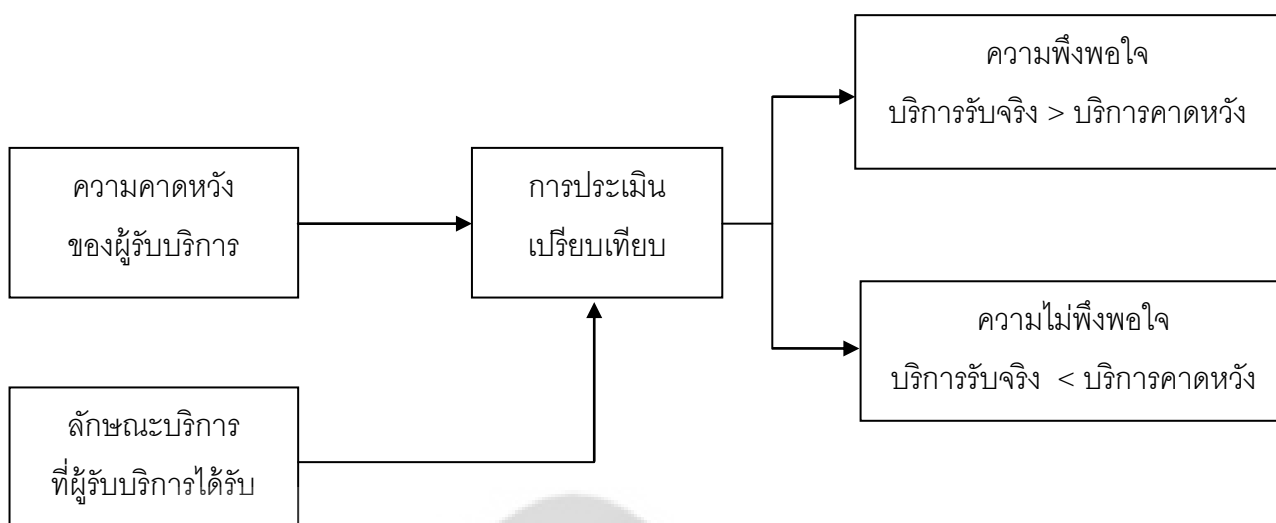 ความพึงพอใจ
บริการรับจริง > บริการคาดหวัง
ความคาดหวัง
ของผู้รับบริการ
การประเมิน
เปรียบเทียบ
ความไม่พึงพอใจ
บริการรับจริง < บริการคาดหวัง
ลักษณะบริการ
ที่ผู้รับบริการได้รับ